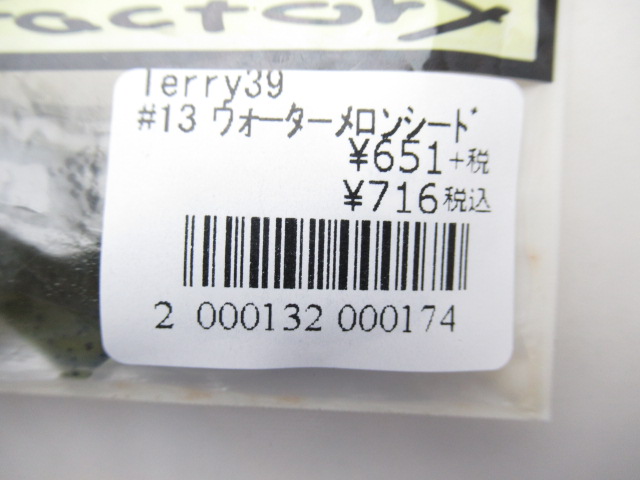 factory
Terry39
#13 ウォーターメロンシード
¥651+税
¥716税込
2 000132 000174